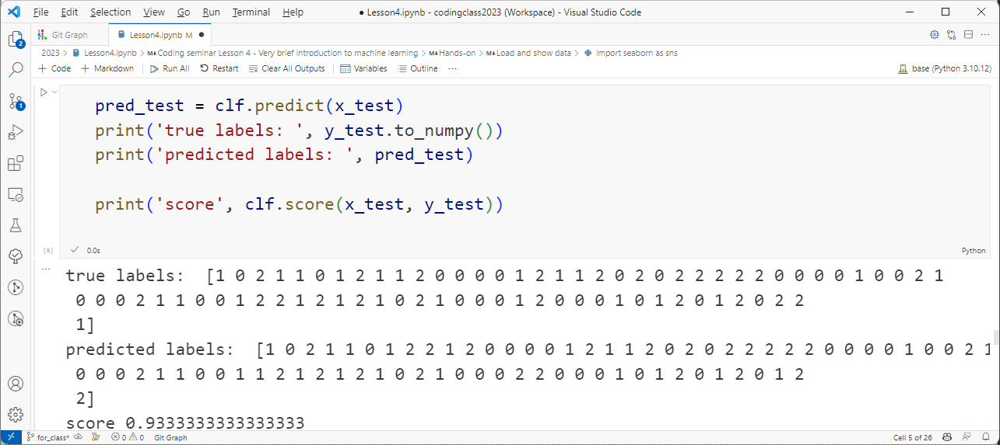 File Edit Selection View Go Run Terminal Help ● Lesson4.ipynb - codingclass2023 (Workspace) - Visual Studio Code
Git Graph Lesson4.ipynb M ●
2023 > Lesson4.ipynb > M↓Coding seminar Lesson 4 - Very brief introduction to machine learning > M↓Hands-on > M↓Load and show data > import seaborn as sns
+ Code + Markdown Run All Restart Clear All Outputs Variables Outline ··· base (Python 3.10.12)
pred_test = clf.predict(x_test)
print('true labels: ', y_test.to_numpy())
print('predicted labels: ', pred_test)
print('score', clf.score(x_test, y_test))
[8] ✓ 0.0s Python
··· true labels:  [1 0 2 1 1 0 1 2 1 1 2 0 0 0 0 1 2 1 1 2 0 2 0 2 2 2 2 2 0 0 0 0 1 0 0 2 1
0 0 0 2 1 1 0 0 1 2 2 1 2 1 2 1 0 2 1 0 0 0 1 2 0 0 0 1 0 1 2 0 1 2 0 2 2
1]
predicted labels:  [1 0 2 1 1 0 1 2 2 1 2 0 0 0 0 1 2 1 1 2 0 2 0 2 2 2 2 2 0 0 0 0 1 0 0 2 1
0 0 0 2 1 1 0 0 1 1 2 1 2 1 2 1 0 2 1 0 0 0 2 2 0 0 0 1 0 1 2 0 1 2 0 1 2
2]
score 0.9333333333333333
2
1
for_class* 0 0 Git Graph Cell 5 of 26